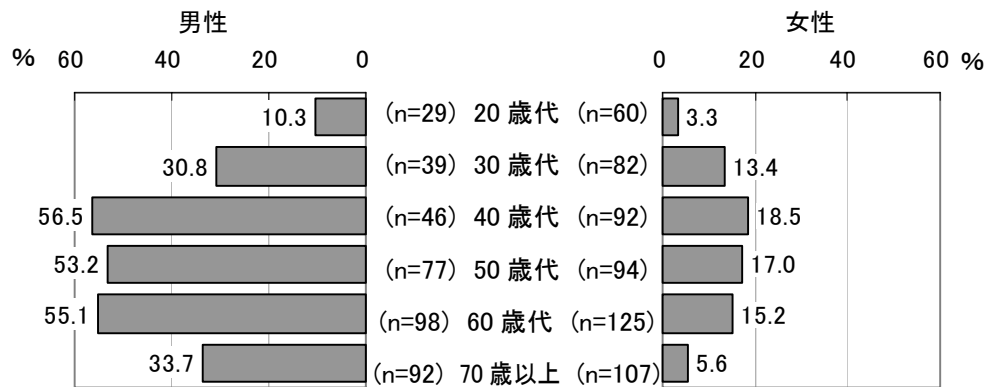 男性 女性
% 60 40 20 0 0 20 40 60 %
10.3 (n=29) 20 歳代 (n=60) 3.3
30.8 (n=39) 30 歳代 (n=82) 13.4
56.5 (n=46) 40 歳代 (n=92) 18.5
53.2 (n=77) 50 歳代 (n=94) 17.0
55.1 (n=98) 60 歳代 (n=125) 15.2
33.7 (n=92) 70 歳以上 (n=107) 5.6